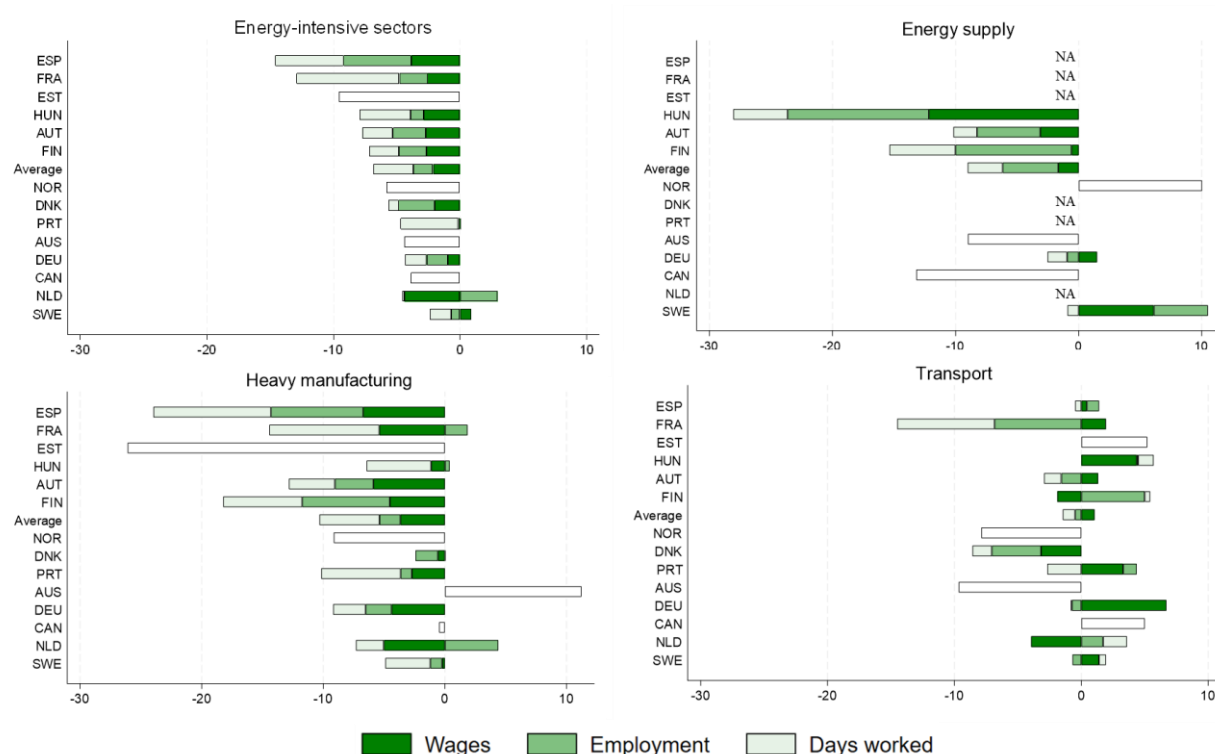 Energy-intensive sectors
ESP
FRA
EST
HUN
AUT
FIN
Average
NOR
DNK
PRT
AUS
DEU
CAN
NLD
SWE
-30 -20 -10 0 10
Energy supply
ESP NA
FRA NA
EST NA
HUN
AUT
FIN
Average
NOR
DNK NA
PRT NA
AUS
DEU
CAN
NLD NA
SWE
-30 -20 -10 0 10
Heavy manufacturing
ESP
FRA
EST
HUN
AUT
FIN
Average
NOR
DNK
PRT
AUS
DEU
CAN
NLD
SWE
-30 -20 -10 0 10
Transport
ESP
FRA
EST
HUN
AUT
FIN
Average
NOR
DNK
PRT
AUS
DEU
CAN
NLD
SWE
-30 -20 -10 0 10
Wages Employment Days worked